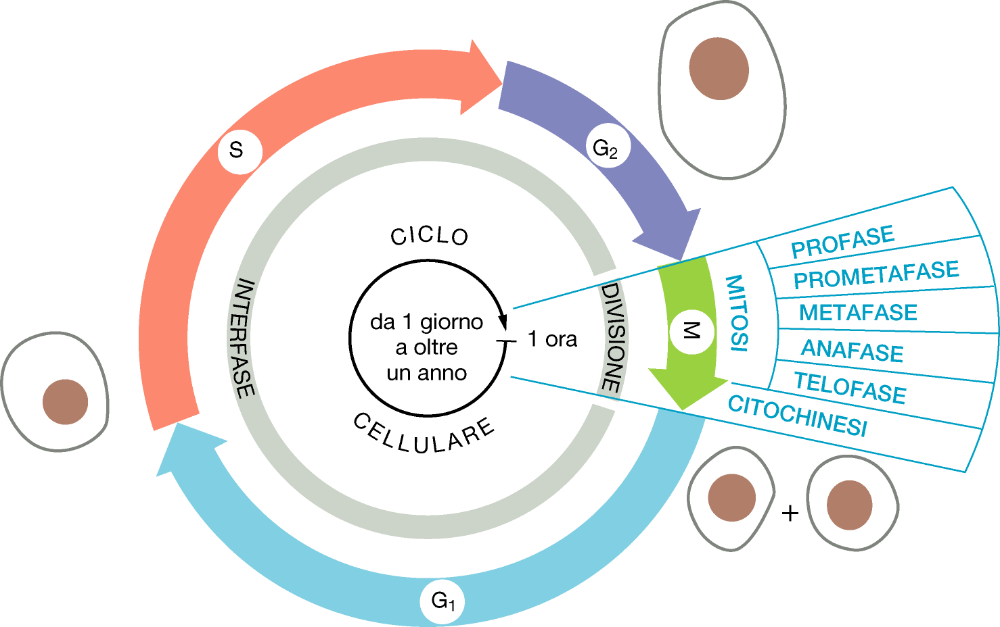 S
G₂
CICLO
da 1 giorno
a oltre
un anno
CELLULARE
1 ora
INTERFASE
DIVISIONE
M
MITOSI
PROFASE
PROMETAFASE
METAFASE
ANAFASE
TELOFASE
CITOCHINESI
+
G₁